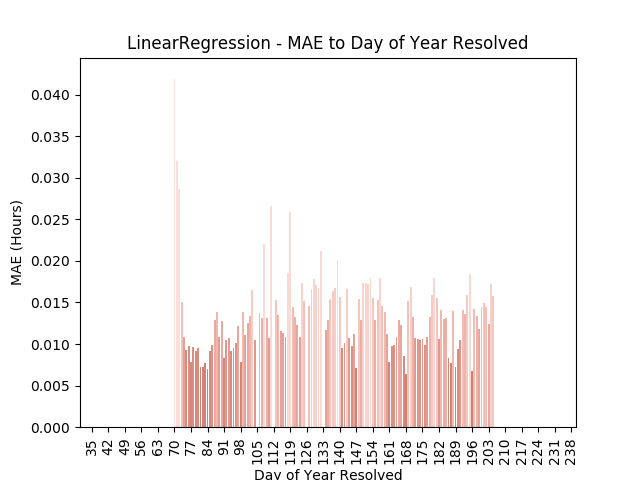 LinearRegression - MAE to Day of Year Resolved
MAE (Hours)
0.040
0.035
0.030
0.025
0.020
0.015
0.010
0.005
0.000
35 42 49 56 63 70 77 84 91 98 105 112 119 126 133 140 147 154 161 168 175 182 189 196 203 210 217 224 231 238
Day of Year Resolved